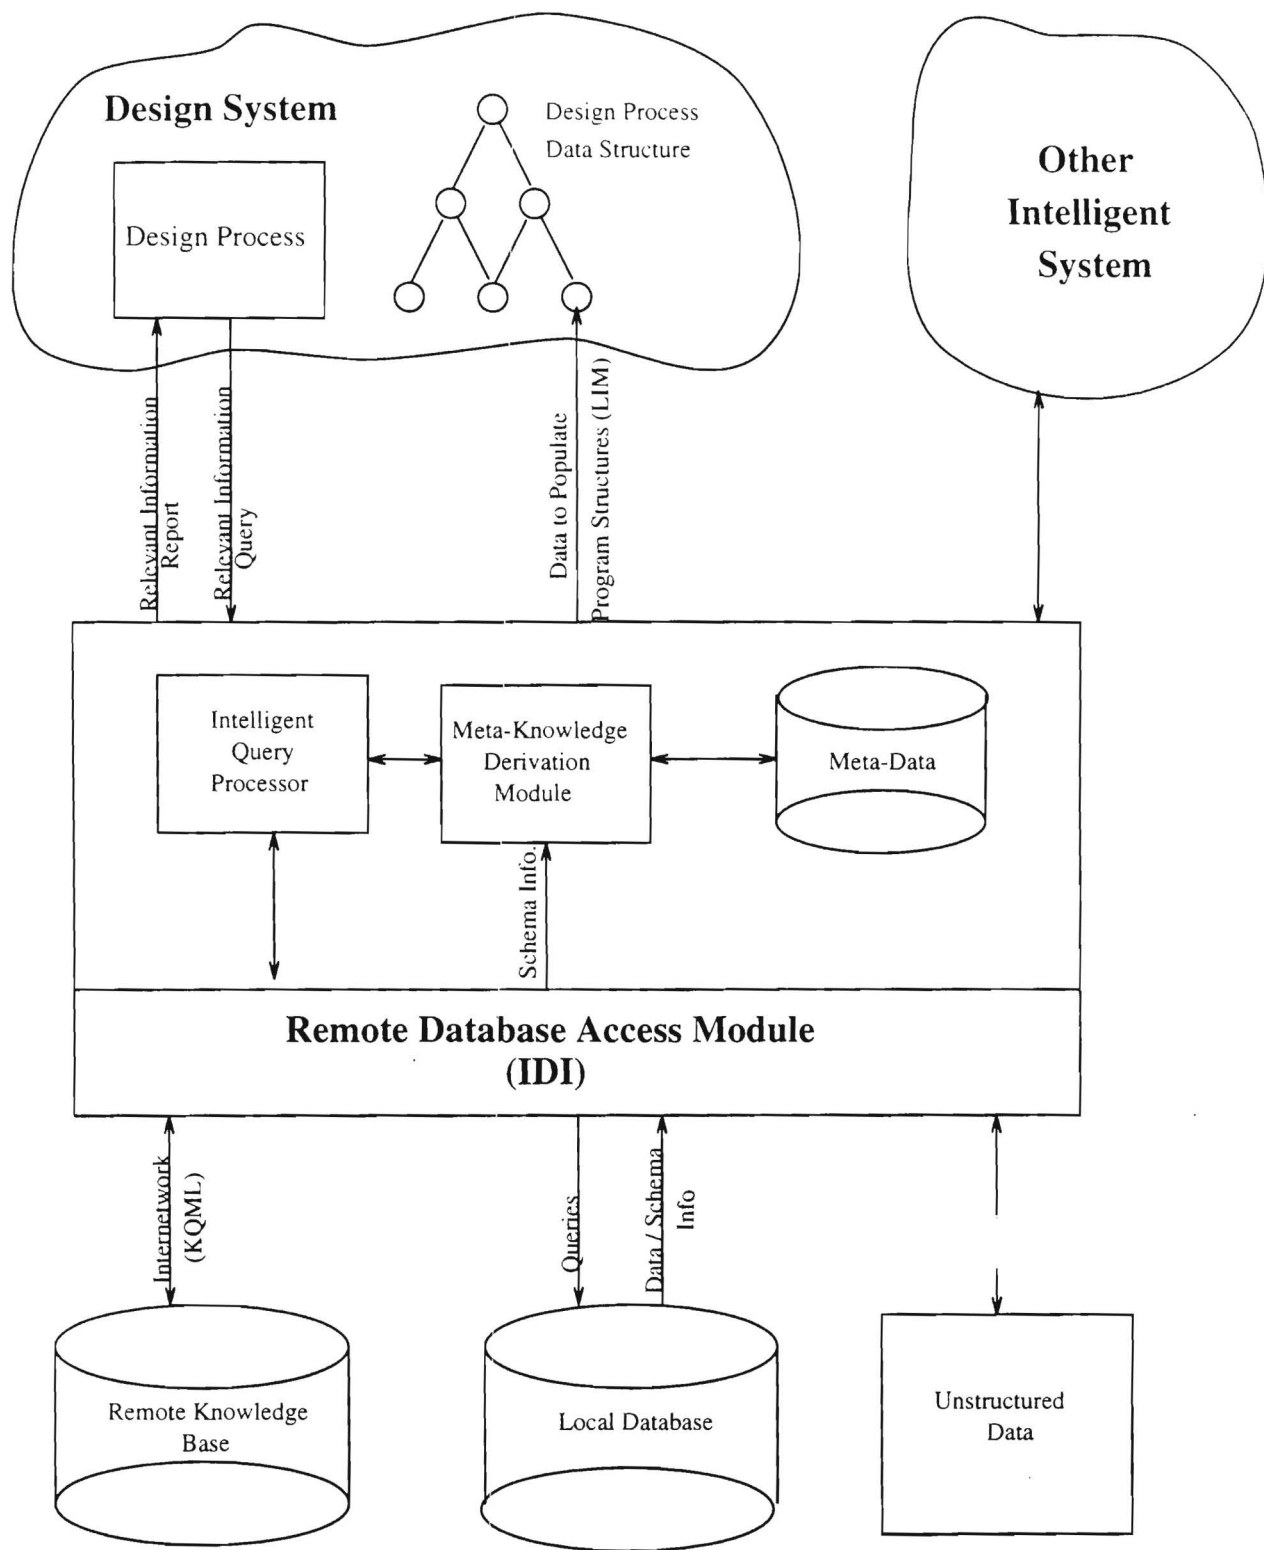 Design System
Design Process
Data Structure
Design Process
Other
Intelligent
System
Relevant Information
Report
Relevant Information
Query
Data to Populate
Program Structures (LIM)
Intelligent
Query
Processor
Meta-Knowledge
Derivation
Module
Meta-Data
Schema Info.
Remote Database Access Module
(IDI)
Internetwork
(KQML)
Queries
Data / Schema
Info
Remote Knowledge
Base
Local Database
Unstructured
Data